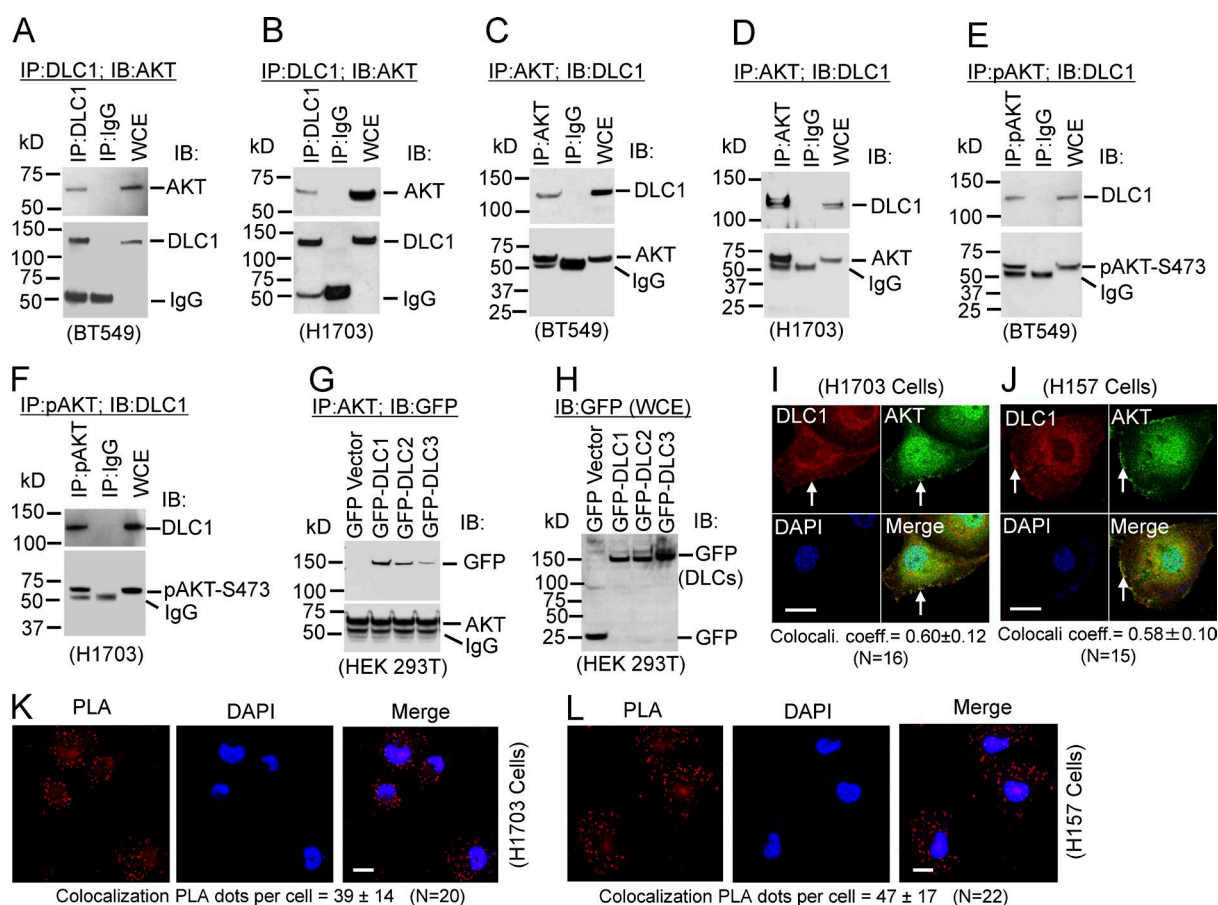 A
IP:DLC1; IB:AKT
IP:DLC1
IP:IgG
WCE
kD
IB:
75
50
AKT
150
100
75
50
DLC1
IgG
(BT549)
B
IP:DLC1; IB:AKT
IP:DLC1
IP:IgG
WCE
kD
IB:
75
50
AKT
150
100
75
50
DLC1
IgG
(H1703)
C
IP:AKT; IB:DLC1
IP:AKT
IP:IgG
WCE
kD
IB:
150
100
DLC1
75
50
37
25
AKT
IgG
(BT549)
D
IP:AKT; IB:DLC1
IP:AKT
IP:IgG
WCE
kD
IB:
150
100
DLC1
75
50
37
25
AKT
IgG
(H1703)
E
IP:pAKT; IB:DLC1
IP:pAKT
IP:IgG
WCE
kD
IB:
150
100
DLC1
75
50
37
25
pAKT-S473
IgG
(BT549)
F
IP:pAKT; IB:DLC1
IP:pAKT
IP:IgG
WCE
kD
IB:
150
100
DLC1
75
50
37
pAKT-S473
IgG
(H1703)
G
IP:AKT; IB:GFP
GFP Vector
GFP-DLC1
GFP-DLC2
GFP-DLC3
kD
IB:
150
100
GFP
75
50
AKT
IgG
(HEK 293T)
H
IB:GFP (WCE)
GFP Vector
GFP-DLC1
GFP-DLC2
GFP-DLC3
kD
IB:
150
100
75
50
37
25
GFP
(DLCs)
GFP
(HEK 293T)
I
(H1703 Cells)
DLC1
AKT
DAPI
Merge
Colocali. coeff.= 0.60±0.12
(N=16)
J
(H157 Cells)
DLC1
AKT
DAPI
Merge
Colocali coeff.= 0.58±0.10
(N=15)
K
PLA
DAPI
Merge
(H1703 Cells)
Colocalization PLA dots per cell = 39 ± 14 (N=20)
L
PLA
DAPI
Merge
(H157 Cells)
Colocalization PLA dots per cell = 47 ± 17 (N=22)